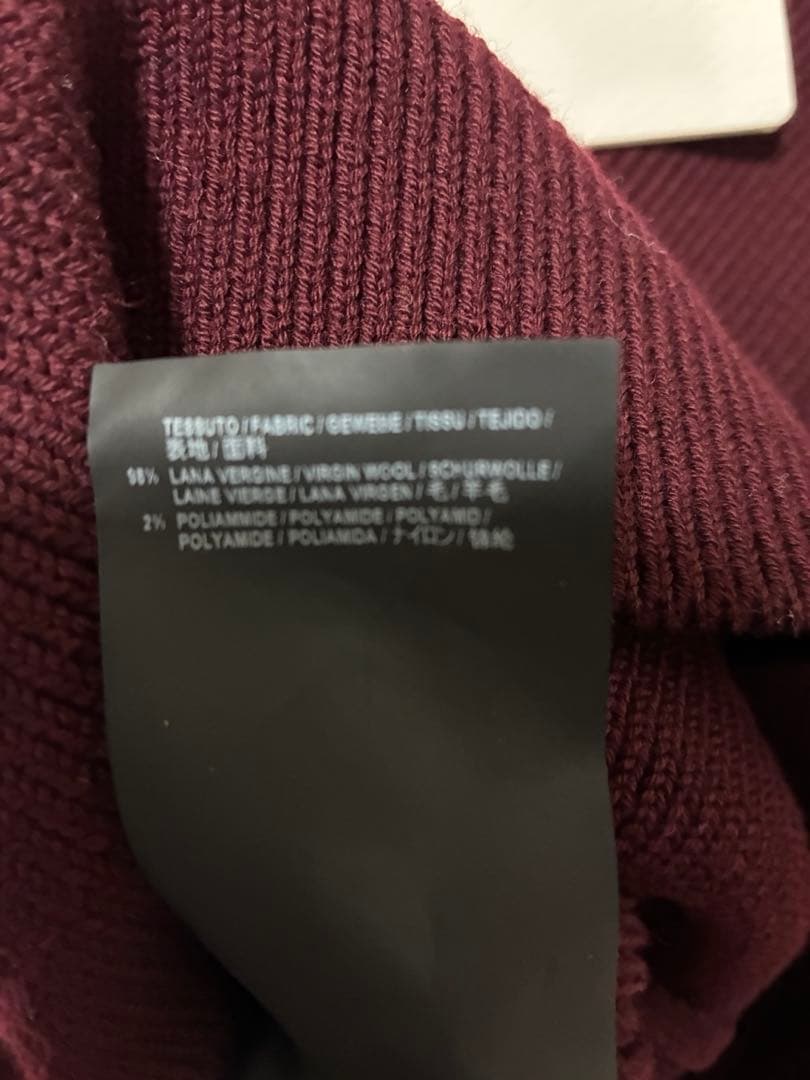 TESSUTO / FABRIC / GEWEBE / TISSU / TEJIDO /
表地 / 面料
98% LANA VERGINE / VIRGIN WOOL / SCHURWOLLE /
LAINE VIERGE / LANA VIRGEN / 毛 / 羊毛
2% POLIAMMIDE / POLYAMIDE / POLYAMID /
POLYAMIDE / POLIAMIDA / ナイロン / 锦纶